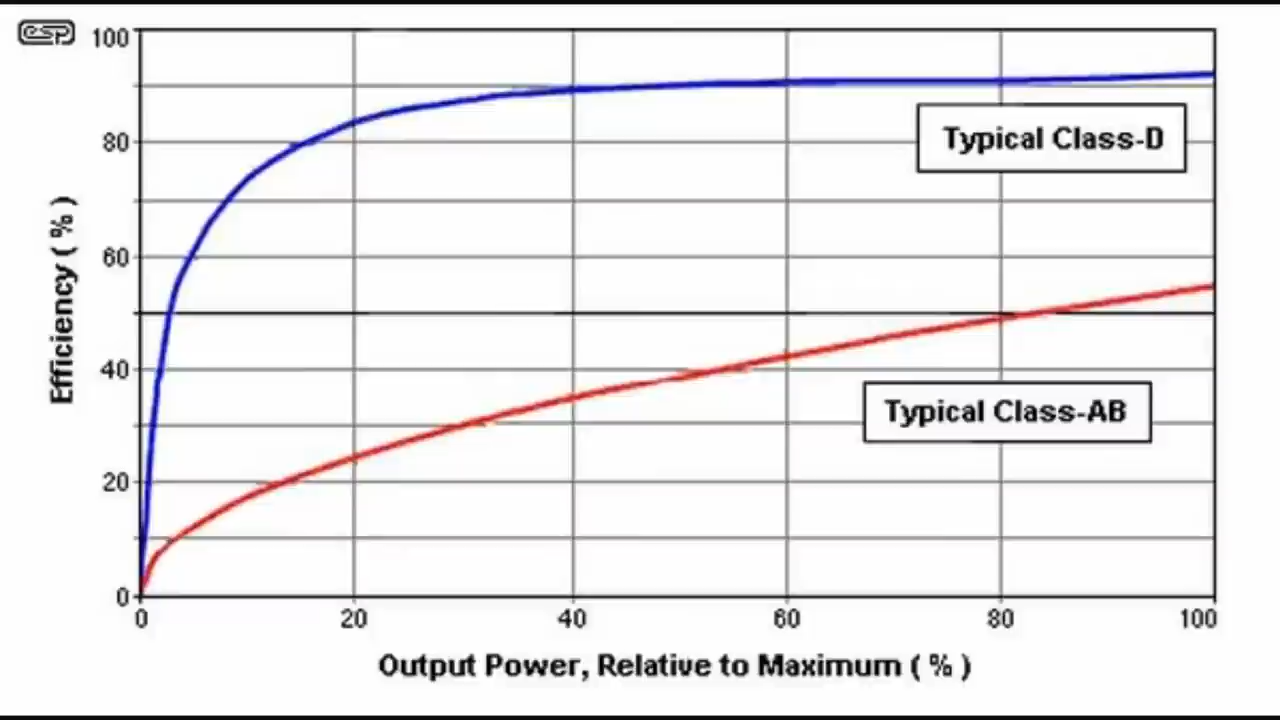 ESP
100
80
60
40
20
0
Efficiency ( % )
Typical Class-D
Typical Class-AB
0 20 40 60 80 100
Output Power, Relative to Maximum ( % )